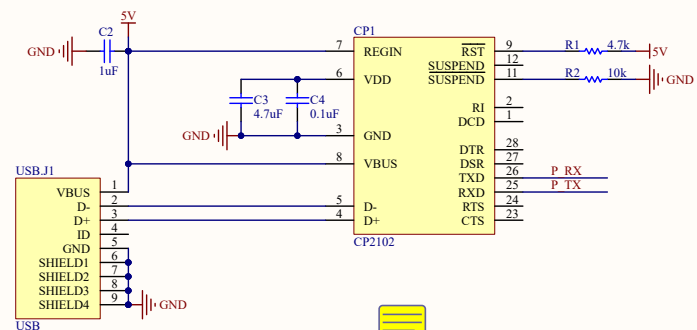 5V
C2
GND
1uF
CP1
7 REGIN
RST 9 R1 4.7k 5V
SUSPEND 12
6 VDD
SUSPEND 11 R2 10k GND
C3 C4
4.7uF 0.1uF
RI 2
DCD 1
GND 3 GND
DTR 28
8 VBUS
DSR 27
TXD 26 P_RX
RXD 25 P_TX
5 D-
RTS 24
4 D+
CTS 23
CP2102
USB.J1
VBUS 1
D- 2
D+ 3
ID 4
GND 5
SHIELD1 6
SHIELD2 7
SHIELD3 8
SHIELD4 9 GND
USB